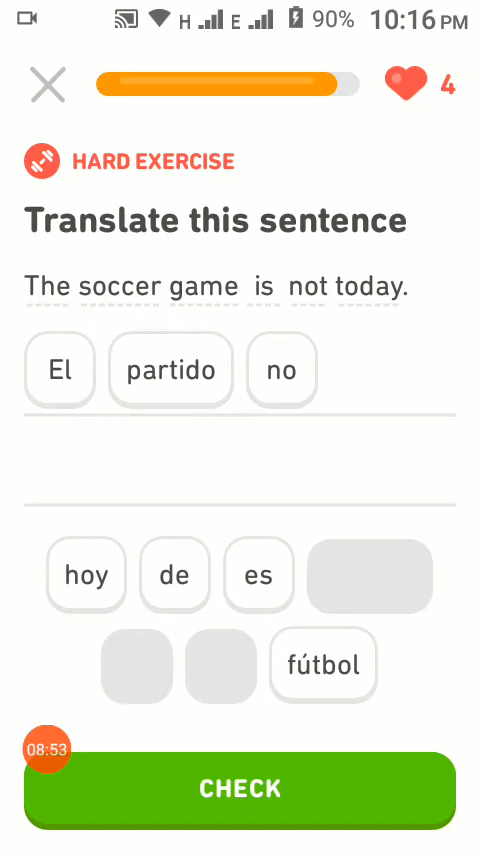 H E 90% 10:16 PM
4
HARD EXERCISE
Translate this sentence
The soccer game is not today.
El partido no
hoy de es
fútbol
08:53
CHECK